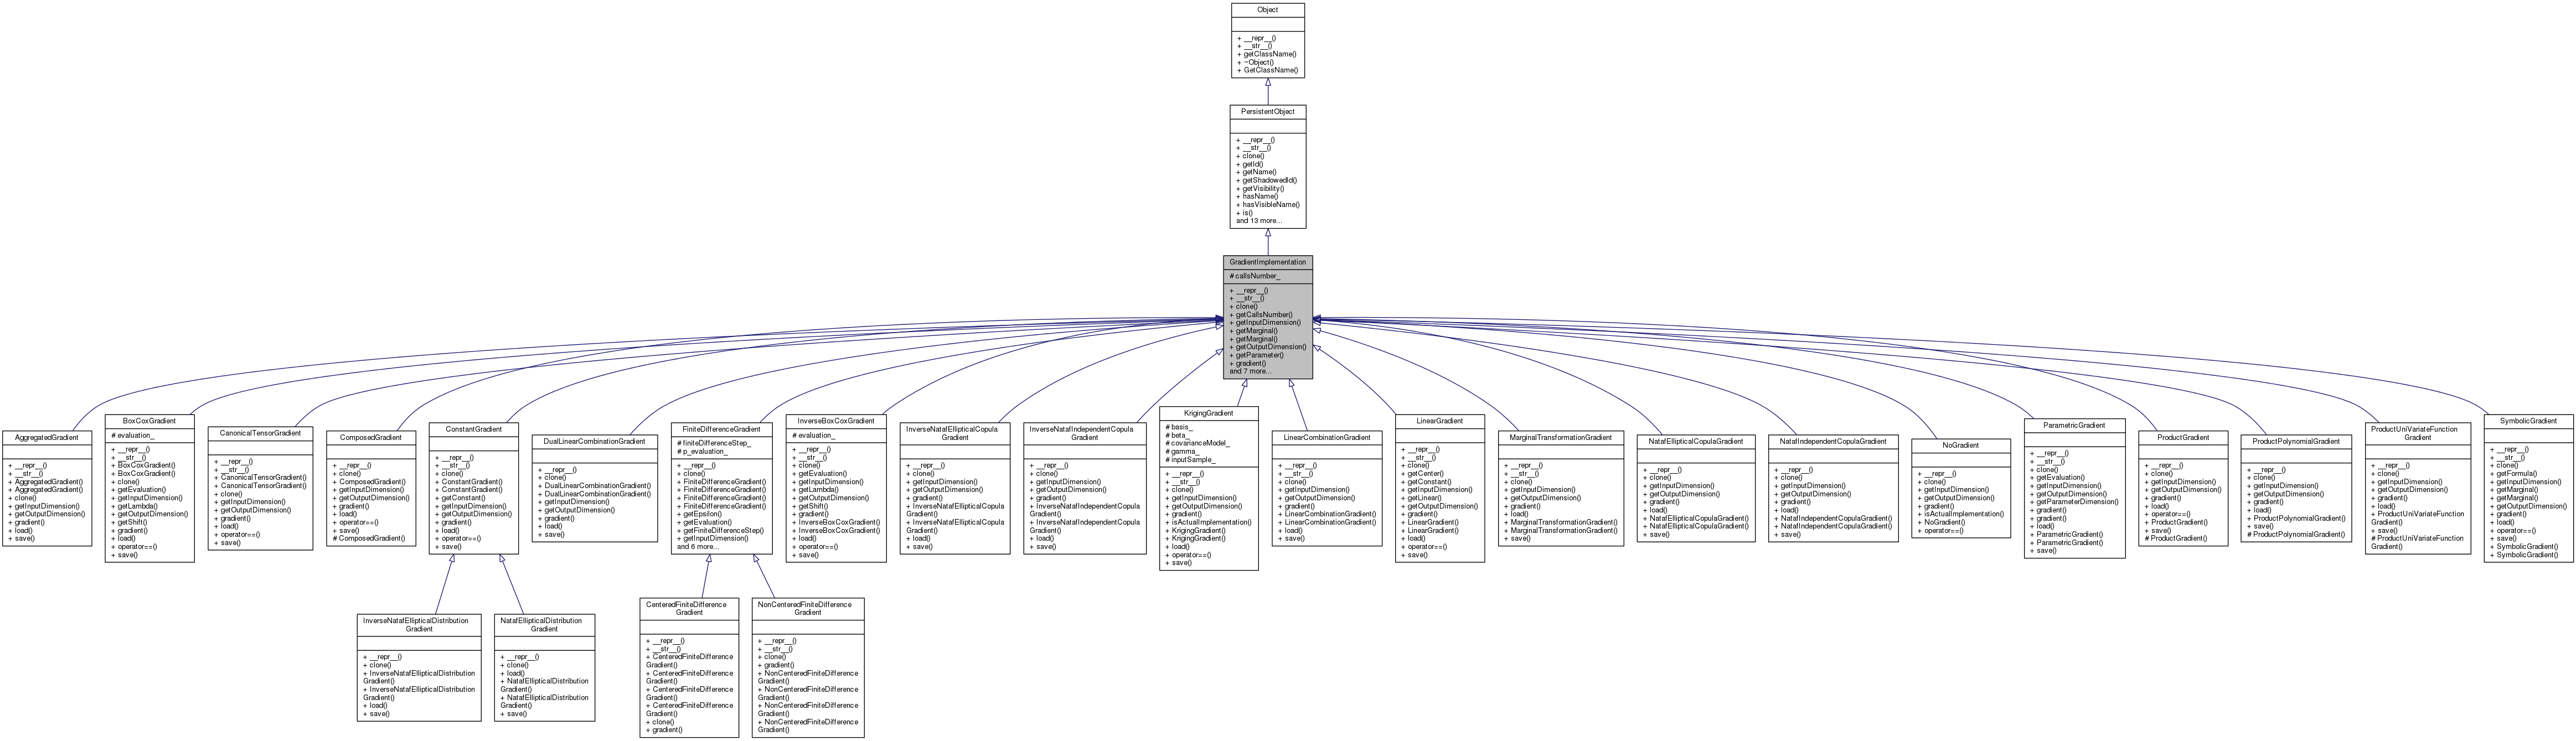 Object
+ __repr__()
+ __str__()
+ getClassName()
+ ~Object()
+ GetClassName()
PersistentObject
+ __repr__()
+ __str__()
+ clone()
+ getId()
+ getName()
+ getShadowedId()
+ getVisibility()
+ hasName()
+ hasVisibleName()
+ is()
and 13 more...
GradientImplementation
# callsNumber_
+ __repr__()
+ __str__()
+ clone()
+ getCallsNumber()
+ getInputDimension()
+ getMarginal()
+ getMarginal()
+ getOutputDimension()
+ getParameter()
+ gradient()
and 7 more...
AggregatedGradient
+ __repr__()
+ __str__()
+ AggregatedGradient()
+ AggregatedGradient()
+ clone()
+ getInputDimension()
+ getOutputDimension()
+ gradient()
+ load()
+ save()
BoxCoxGradient
# evaluation_
+ __repr__()
+ __str__()
+ BoxCoxGradient()
+ BoxCoxGradient()
+ clone()
+ getEvaluation()
+ getInputDimension()
+ getLambda()
+ getOutputDimension()
+ getShift()
+ gradient()
+ load()
+ operator==()
+ save()
CanonicalTensorGradient
+ __repr__()
+ __str__()
+ CanonicalTensorGradient()
+ CanonicalTensorGradient()
+ clone()
+ getInputDimension()
+ getOutputDimension()
+ gradient()
+ load()
+ operator==()
+ save()
ComposedGradient
+ __repr__()
+ clone()
+ ComposedGradient()
+ getInputDimension()
+ getOutputDimension()
+ gradient()
+ load()
+ operator==()
+ save()
# ComposedGradient()
ConstantGradient
+ __repr__()
+ __str__()
+ clone()
+ ConstantGradient()
+ ConstantGradient()
+ getConstant()
+ getInputDimension()
+ getOutputDimension()
+ gradient()
+ load()
+ operator==()
+ save()
DualLinearCombinationGradient
+ __repr__()
+ clone()
+ DualLinearCombinationGradient()
+ DualLinearCombinationGradient()
+ getInputDimension()
+ getOutputDimension()
+ gradient()
+ load()
+ save()
FiniteDifferenceGradient
# finiteDifferenceStep_
# p_evaluation_
+ __repr__()
+ clone()
+ FiniteDifferenceGradient()
+ FiniteDifferenceGradient()
+ FiniteDifferenceGradient()
+ FiniteDifferenceGradient()
+ getEpsilon()
+ getEvaluation()
+ getFiniteDifferenceStep()
+ getInputDimension()
and 6 more...
InverseBoxCoxGradient
# evaluation_
+ __repr__()
+ __str__()
+ clone()
+ getEvaluation()
+ getInputDimension()
+ getLambda()
+ getOutputDimension()
+ getShift()
+ gradient()
+ InverseBoxCoxGradient()
+ InverseBoxCoxGradient()
+ load()
+ operator==()
+ save()
InverseNatafEllipticalCopula
Gradient
+ __repr__()
+ clone()
+ getInputDimension()
+ getOutputDimension()
+ gradient()
+ InverseNatafEllipticalCopula
Gradient()
+ InverseNatafEllipticalCopula
Gradient()
+ load()
+ save()
InverseNatafIndependentCopula
Gradient
+ __repr__()
+ clone()
+ getInputDimension()
+ getOutputDimension()
+ gradient()
+ InverseNatafIndependentCopula
Gradient()
+ InverseNatafIndependentCopula
Gradient()
+ load()
+ save()
KrigingGradient
# basis_
# beta_
# covarianceModel_
# gamma_
# inputSample_
+ __repr__()
+ __str__()
+ clone()
+ getInputDimension()
+ getOutputDimension()
+ gradient()
+ isActualImplementation()
+ KrigingGradient()
+ KrigingGradient()
+ load()
+ operator==()
+ save()
LinearCombinationGradient
+ __repr__()
+ __str__()
+ clone()
+ getInputDimension()
+ getOutputDimension()
+ gradient()
+ LinearCombinationGradient()
+ LinearCombinationGradient()
+ load()
+ save()
LinearGradient
+ __repr__()
+ __str__()
+ clone()
+ getCenter()
+ getConstant()
+ getInputDimension()
+ getLinear()
+ getOutputDimension()
+ gradient()
+ LinearGradient()
+ LinearGradient()
+ load()
+ operator==()
+ save()
MarginalTransformationGradient
+ __repr__()
+ __str__()
+ clone()
+ getInputDimension()
+ getOutputDimension()
+ gradient()
+ load()
+ MarginalTransformationGradient()
+ MarginalTransformationGradient()
+ save()
NatafEllipticalCopulaGradient
+ __repr__()
+ clone()
+ getInputDimension()
+ getOutputDimension()
+ gradient()
+ load()
+ NatafEllipticalCopulaGradient()
+ NatafEllipticalCopulaGradient()
+ save()
NatafIndependentCopulaGradient
+ __repr__()
+ clone()
+ getInputDimension()
+ getOutputDimension()
+ gradient()
+ load()
+ NatafIndependentCopulaGradient()
+ NatafIndependentCopulaGradient()
+ save()
NoGradient
+ __repr__()
+ clone()
+ getInputDimension()
+ getOutputDimension()
+ gradient()
+ isActualImplementation()
+ NoGradient()
+ operator==()
ParametricGradient
+ __repr__()
+ __str__()
+ clone()
+ getEvaluation()
+ getInputDimension()
+ getOutputDimension()
+ getParameterDimension()
+ gradient()
+ gradient()
+ load()
+ ParametricGradient()
+ ParametricGradient()
+ save()
ProductGradient
+ __repr__()
+ clone()
+ getInputDimension()
+ getOutputDimension()
+ gradient()
+ load()
+ operator==()
+ ProductGradient()
+ save()
# ProductGradient()
ProductPolynomialGradient
+ __repr__()
+ clone()
+ getInputDimension()
+ getOutputDimension()
+ gradient()
+ load()
+ ProductPolynomialGradient()
+ save()
# ProductPolynomialGradient()
ProductUniVariateFunction
Gradient
+ __repr__()
+ clone()
+ getInputDimension()
+ getOutputDimension()
+ gradient()
+ load()
+ ProductUniVariateFunction
Gradient()
+ save()
# ProductUniVariateFunction
Gradient()
SymbolicGradient
+ __repr__()
+ __str__()
+ clone()
+ getFormula()
+ getInputDimension()
+ getMarginal()
+ getMarginal()
+ getOutputDimension()
+ gradient()
+ load()
+ operator==()
+ save()
+ SymbolicGradient()
+ SymbolicGradient()
InverseNatafEllipticalDistribution
Gradient
+ __repr__()
+ clone()
+ InverseNatafEllipticalDistribution
Gradient()
+ InverseNatafEllipticalDistribution
Gradient()
+ load()
+ save()
NatafEllipticalDistribution
Gradient
+ __repr__()
+ clone()
+ load()
+ NatafEllipticalDistribution
Gradient()
+ NatafEllipticalDistribution
Gradient()
+ save()
CenteredFiniteDifference
Gradient
+ __repr__()
+ __str__()
+ CenteredFiniteDifference
Gradient()
+ CenteredFiniteDifference
Gradient()
+ CenteredFiniteDifference
Gradient()
+ CenteredFiniteDifference
Gradient()
+ clone()
+ gradient()
NonCenteredFiniteDifference
Gradient
+ __repr__()
+ __str__()
+ clone()
+ gradient()
+ NonCenteredFiniteDifference
Gradient()
+ NonCenteredFiniteDifference
Gradient()
+ NonCenteredFiniteDifference
Gradient()
+ NonCenteredFiniteDifference
Gradient()